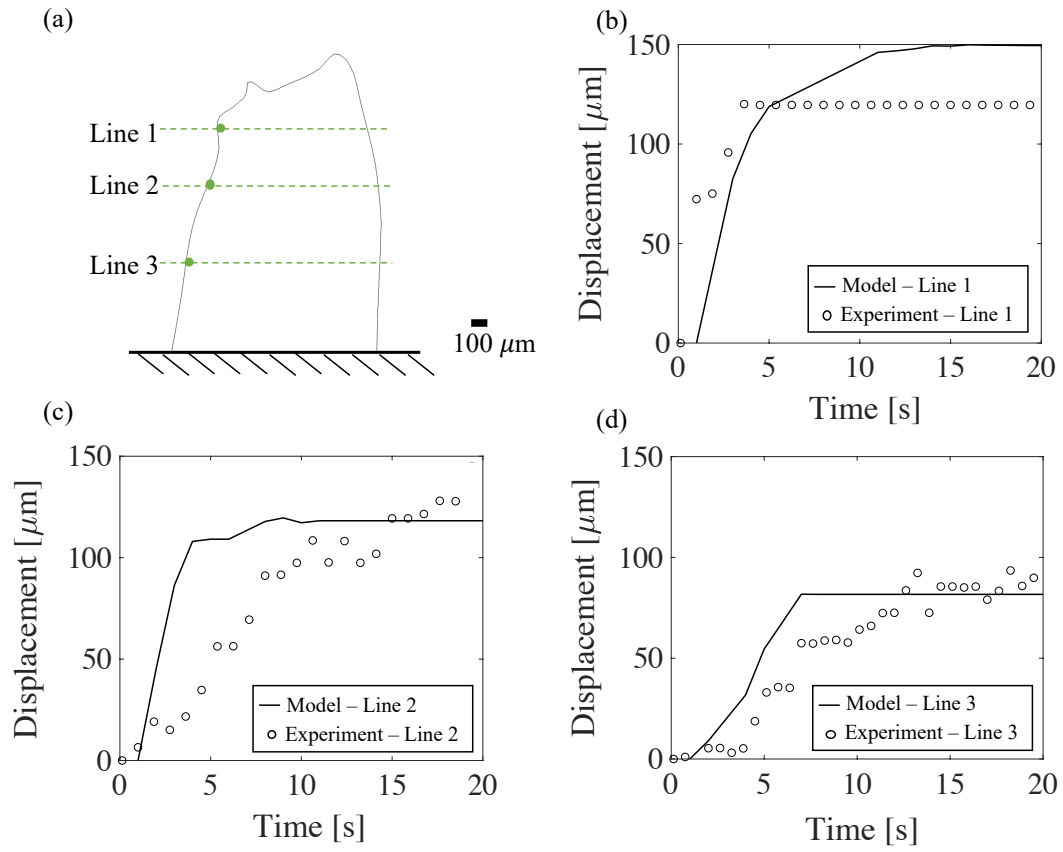 (a)
Line 1
Line 2
Line 3
100 μm
(b)
Displacement [μm]
150
100
50
0
0 5 10 15 20
Time [s]
Model – Line 1
Experiment – Line 1
(c)
Displacement [μm]
150
100
50
0
0 5 10 15 20
Time [s]
Model – Line 2
Experiment – Line 2
(d)
Displacement [μm]
150
100
50
0
0 5 10 15 20
Time [s]
Model – Line 3
Experiment – Line 3